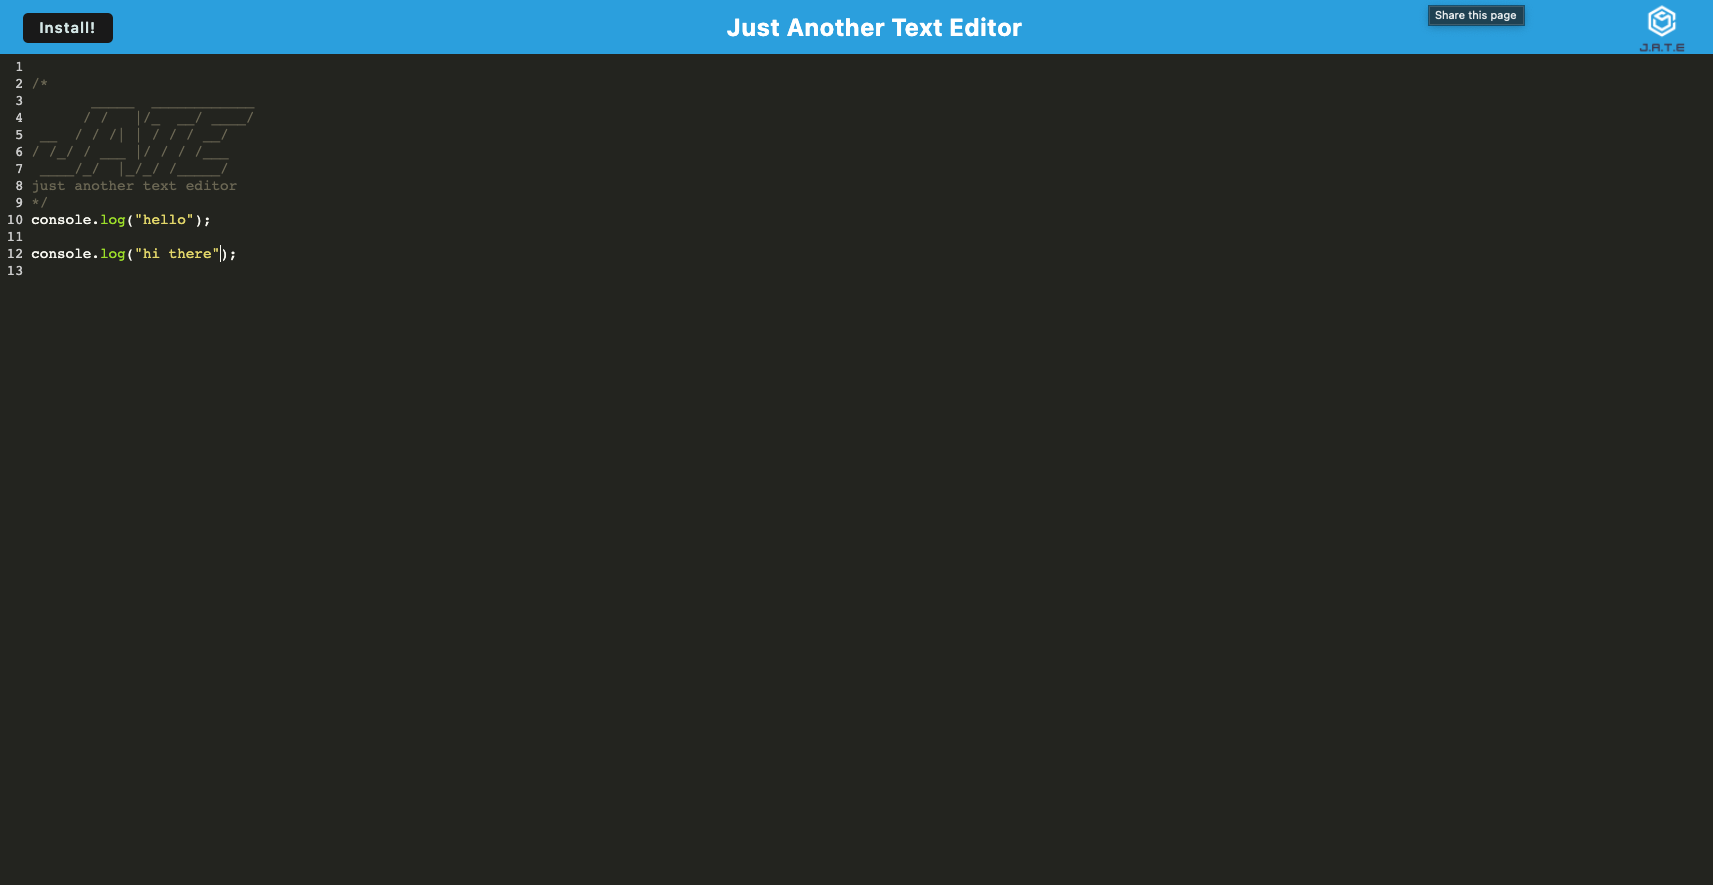 Install!
Just Another Text Editor
Share this page
J.A.T.E
1
2 /*
3        _____  ____________
4       / /   |/_  __/ ____/
5  __  / / /| | / / / __/
6 / /_/ / ___ |/ / / /___
7  ____/_/  |_/_/ /_____/
8 just another text editor
9 */
10 console.log("hello");
11
12 console.log("hi there");
13